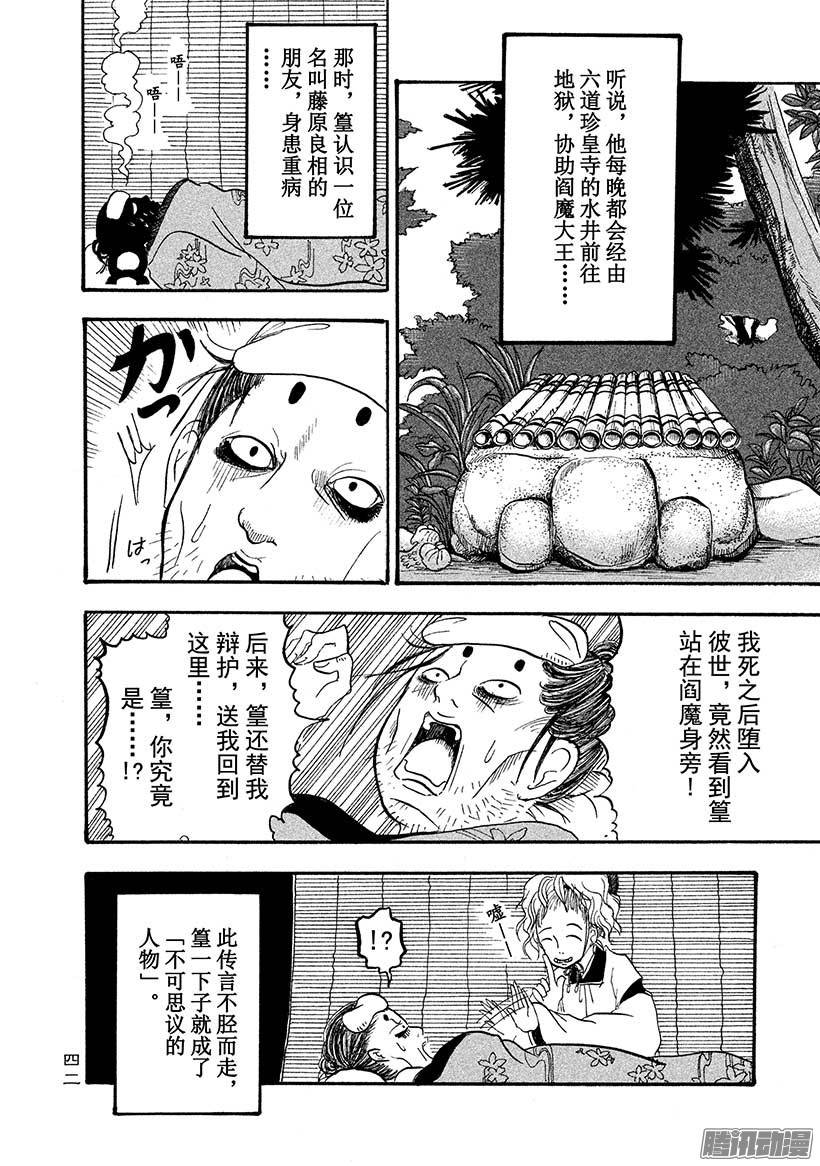 听说，他每晚都会经由
六道珍皇寺的水井前往
地狱，协助阎魔大王……
那时，篁认识一位
名叫藤原良相的
朋友，身患重病
……
唔——
唔——
かっ
はっ
我死之后堕入
彼世，竟然看到篁
站在阎魔身旁！
后来，篁还替我
辩护，送我回到
这里……
篁，你究竟
是……!?
嘘——
!?
此传言不胫而走，
篁一下子就成了
「不可思议的
人物」。
四二
腾讯动漫